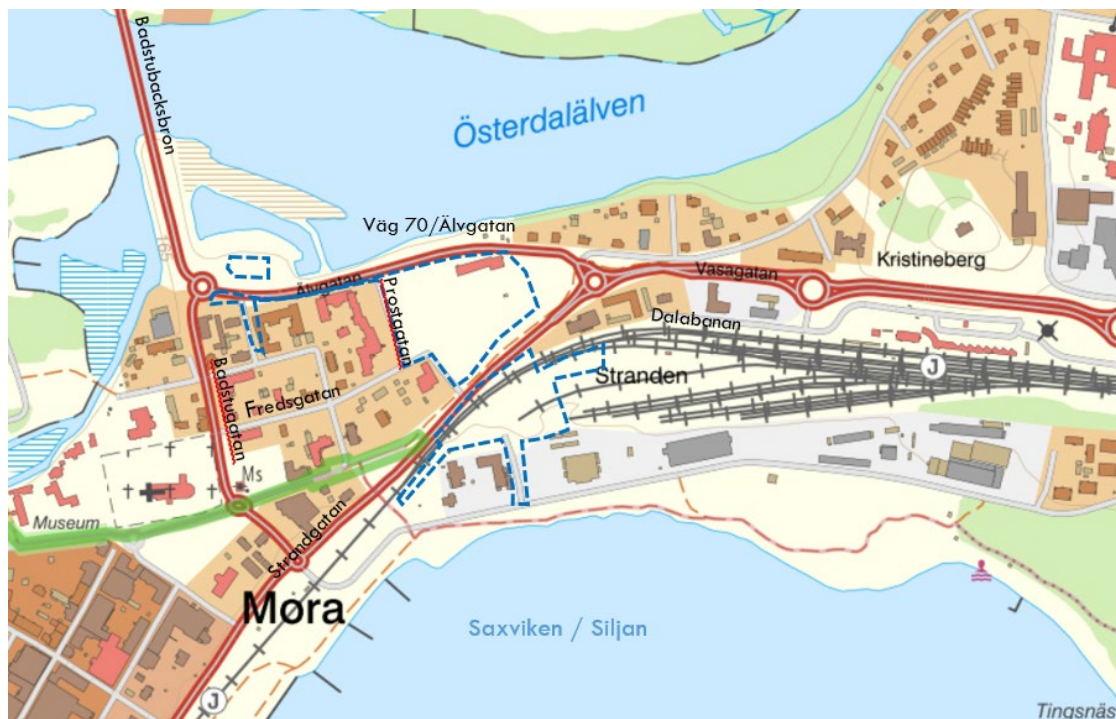 Badstubacksbron
Österdalälven
Väg 70/Älvgatan
165
Älvgatan
Prostgatan
Vasagatan
Kristineberg
Dalabanan
J
Stranden
Badstugatan
Fredsgatan
Ms
Museum
Strandgatan
Mora
Saxviken / Siljan
J
Tingsnäs